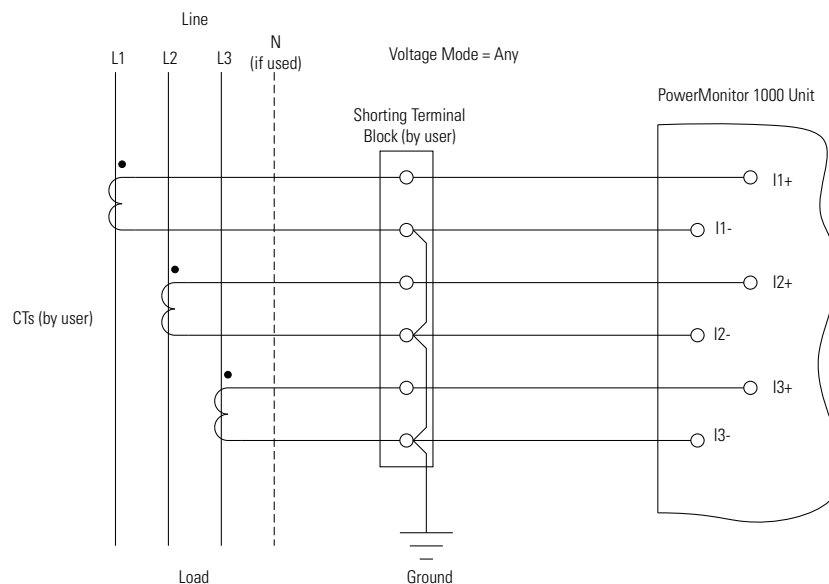 Line
L1
L2
L3
N
(if used)
Voltage Mode = Any
PowerMonitor 1000 Unit
Shorting Terminal
Block (by user)
I1+
I1-
I2+
CTs (by user)
I2-
I3+
I3-
Load
Ground